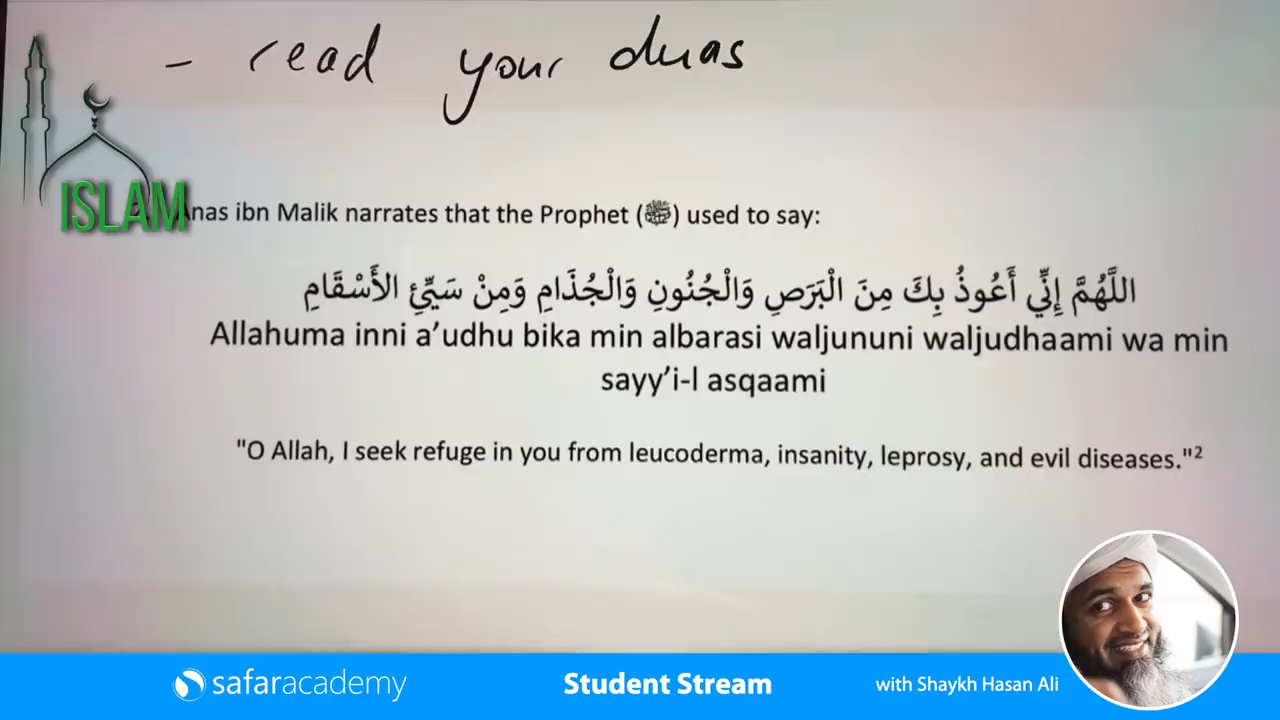 - read your duas
ISLAM
Anas ibn Malik narrates that the Prophet (ﷺ) used to say:
اللَّهُمَّ إِنِّي أَعُوذُ بِكَ مِنَ الْبَرَصِ وَالْجُنُونِ وَالْجُذَامِ وَمِنْ سَيِّئِ الأَسْقَامِ
Allahuma inni a’udhu bika min albarasi waljununi waljudhaami wa min
sayy’i-l asqaami
"O Allah, I seek refuge in you from leucoderma, insanity, leprosy, and evil diseases."²
safaracademy
Student Stream
with Shaykh Hasan Ali